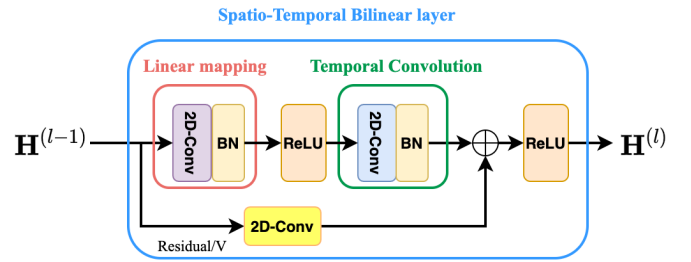 Spatio-Temporal Bilinear layer
Linear mapping
Temporal Convolution
H^{(l-1)}
2D-Conv
BN
ReLU
2D-Conv
BN
ReLU
H^{(l)}
2D-Conv
Residual/V